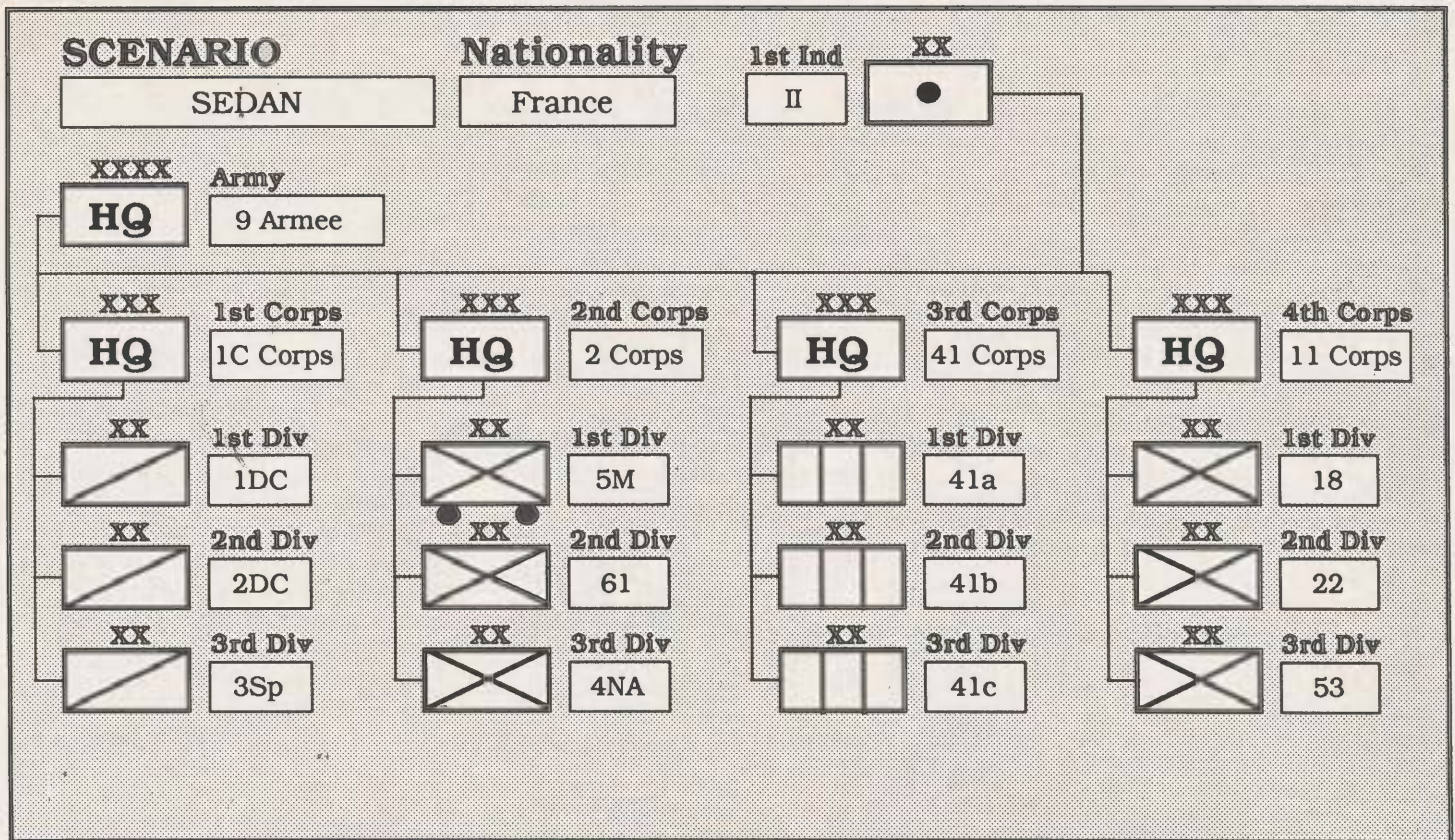 SCENARIO Nationality 1st Ind XX
SEDAN France II
XXXX Army
HQ 9 Armee
XXX 1st Corps XXX 2nd Corps XXX 3rd Corps XXX 4th Corps
HQ 1C Corps HQ 2 Corps HQ 41 Corps HQ 11 Corps
XX 1st Div XX 1st Div XX 1st Div XX 1st Div
1DC 5M 41a 18
XX 2nd Div XX 2nd Div XX 2nd Div XX 2nd Div
2DC 61 41b 22
XX 3rd Div XX 3rd Div XX 3rd Div XX 3rd Div
3Sp 4NA 41c 53